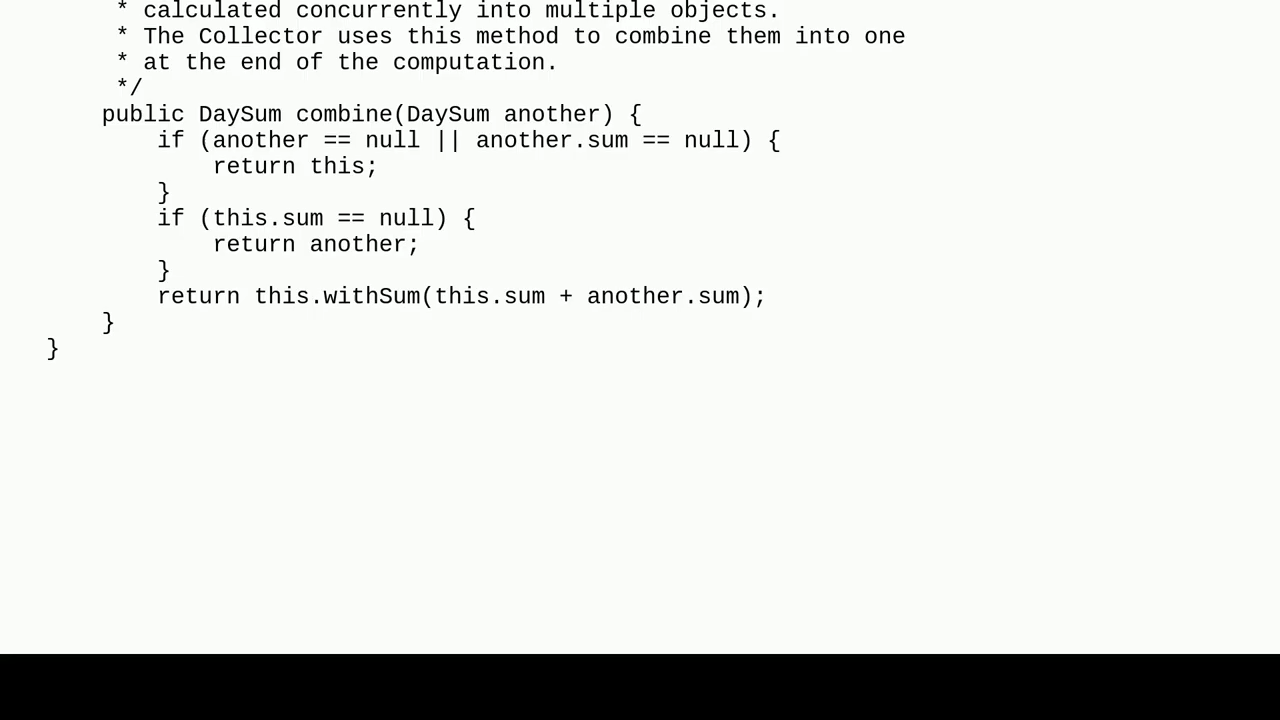 * calculated concurrently into multiple objects.
* The Collector uses this method to combine them into one
* at the end of the computation.
*/
public DaySum combine(DaySum another) {
if (another == null || another.sum == null) {
return this;
}
if (this.sum == null) {
return another;
}
return this.withSum(this.sum + another.sum);
}
}